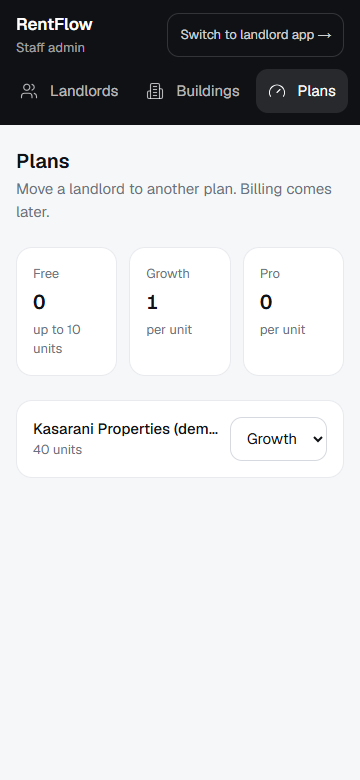 RentFlow
Staff admin
Switch to landlord app →
Landlords
Buildings
Plans
Plans
Move a landlord to another plan. Billing comes
later.
Free
0
up to 10
units
Growth
1
per unit
Pro
0
per unit
Kasarani Properties (dem...
40 units
Growth